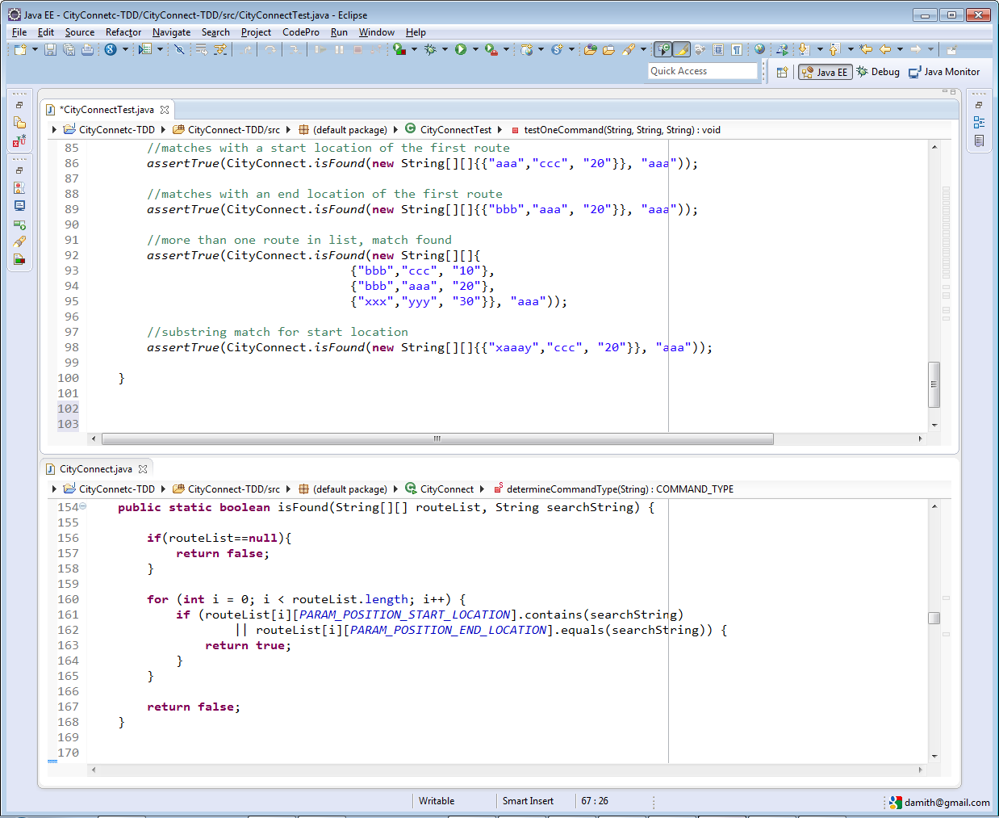 Java EE - CityConnetc-TDD/CityConnect-TDD/src/CityConnectTest.java - Eclipse
File Edit Source Refactor Navigate Search Project CodePro Run Window Help
Quick Access
Java EE Debug Java Monitor
*CityConnectTest.java
CityConnetc-TDD CityConnect-TDD/src (default package) CityConnectTest testOneCommand(String, String, String) : void
85 //matches with a start location of the first route
86 assertTrue(CityConnect.isFound(new String[][]{{"aaa","ccc", "20"}}, "aaa"));
87
88 //matches with an end location of the first route
89 assertTrue(CityConnect.isFound(new String[][]{{"bbb","aaa", "20"}}, "aaa"));
90
91 //more than one route in list, match found
92 assertTrue(CityConnect.isFound(new String[][]{
93 {"bbb","ccc", "10"},
94 {"bbb","aaa", "20"},
95 {"xxx","yyy", "30"}}, "aaa"));
96
97 //substring match for start location
98 assertTrue(CityConnect.isFound(new String[][]{{"xaaay","ccc", "20"}}, "aaa"));
99
100 }
101
102
103
CityConnect.java
CityConnetc-TDD CityConnect-TDD/src (default package) CityConnect determineCommandType(String) : COMMAND_TYPE
154 public static boolean isFound(String[][] routeList, String searchString) {
155
156 if(routeList==null){
157 return false;
158 }
159
160 for (int i = 0; i < routeList.length; i++) {
161 if (routeList[i][PARAM_POSITION_START_LOCATION].contains(searchString)
162 || routeList[i][PARAM_POSITION_END_LOCATION].equals(searchString)) {
163 return true;
164 }
165 }
166
167 return false;
168 }
169
170
Writable Smart Insert 67 : 26 damith@gmail.com